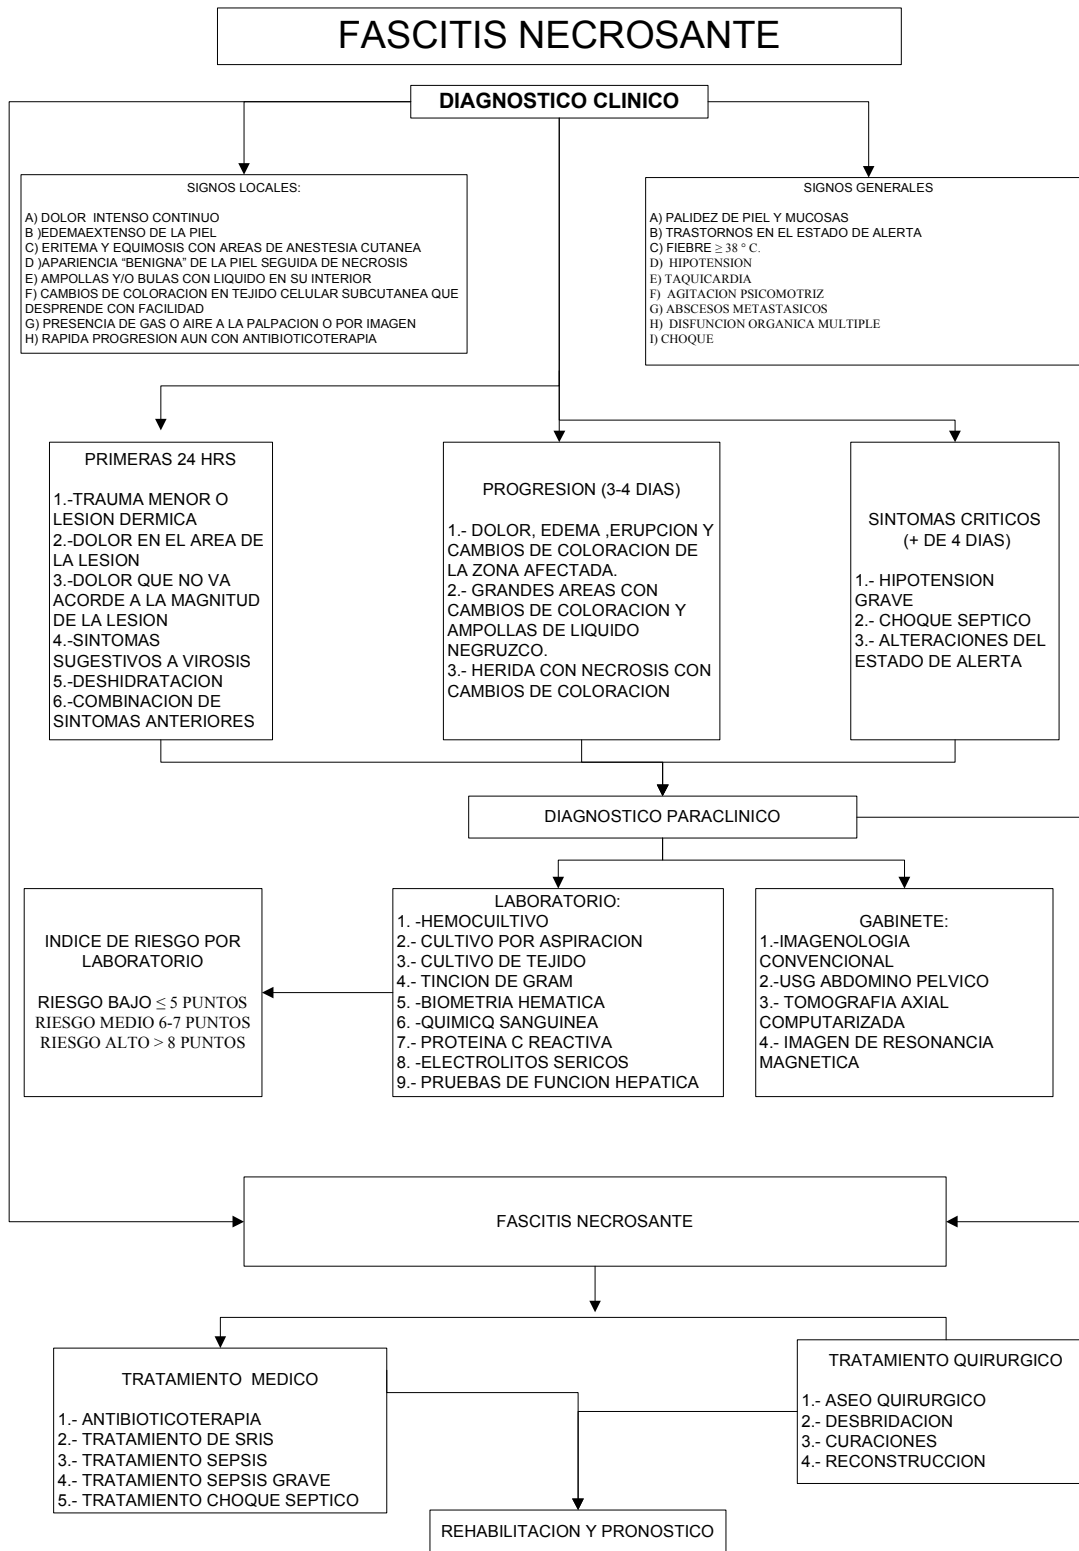 FASCITIS NECROSANTE
DIAGNOSTICO CLINICO
SIGNOS LOCALES:
A) DOLOR INTENSO CONTINUO
B )EDEMAEXTENSO DE LA PIEL
C) ERITEMA Y EQUIMOSIS CON AREAS DE ANESTESIA CUTANEA
D )APARIENCIA “BENIGNA” DE LA PIEL SEGUIDA DE NECROSIS
E) AMPOLLAS Y/O BULAS CON LIQUIDO EN SU INTERIOR
F) CAMBIOS DE COLORACION EN TEJIDO CELULAR SUBCUTANEA QUE
DESPRENDE CON FACILIDAD
G) PRESENCIA DE GAS O AIRE A LA PALPACION O POR IMAGEN
H) RAPIDA PROGRESION AUN CON ANTIBIOTICOTERAPIA
SIGNOS GENERALES
A) PALIDEZ DE PIEL Y MUCOSAS
B) TRASTORNOS EN EL ESTADO DE ALERTA
C) FIEBRE ≥ 38 ° C.
D) HIPOTENSION
E) TAQUICARDIA
F) AGITACION PSICOMOTRIZ
G) ABSCESOS METASTASICOS
H) DISFUNCION ORGANICA MULTIPLE
I) CHOQUE
PRIMERAS 24 HRS
1.-TRAUMA MENOR O
LESION DERMICA
2.-DOLOR EN EL AREA DE
LA LESION
3.-DOLOR QUE NO VA
ACORDE A LA MAGNITUD
DE LA LESION
4.-SINTOMAS
SUGESTIVOS A VIROSIS
5.-DESHIDRATACION
6.-COMBINACION DE
SINTOMAS ANTERIORES
PROGRESION (3-4 DIAS)
1.- DOLOR, EDEMA ,ERUPCION Y
CAMBIOS DE COLORACION DE
LA ZONA AFECTADA.
2.- GRANDES AREAS CON
CAMBIOS DE COLORACION Y
AMPOLLAS DE LIQUIDO
NEGRUZCO.
3.- HERIDA CON NECROSIS CON
CAMBIOS DE COLORACION
SINTOMAS CRITICOS
(+ DE 4 DIAS)
1.- HIPOTENSION
GRAVE
2.- CHOQUE SEPTICO
3.- ALTERACIONES DEL
ESTADO DE ALERTA
DIAGNOSTICO PARACLINICO
INDICE DE RIESGO POR
LABORATORIO
RIESGO BAJO ≤ 5 PUNTOS
RIESGO MEDIO 6-7 PUNTOS
RIESGO ALTO > 8 PUNTOS
LABORATORIO:
1. -HEMOCUILTIVO
2.- CULTIVO POR ASPIRACION
3.- CULTIVO DE TEJIDO
4.- TINCION DE GRAM
5. -BIOMETRIA HEMATICA
6. -QUIMICQ SANGUINEA
7.- PROTEINA C REACTIVA
8. -ELECTROLITOS SERICOS
9.- PRUEBAS DE FUNCION HEPATICA
GABINETE:
1.-IMAGENOLOGIA
CONVENCIONAL
2.-USG ABDOMINO PELVICO
3.- TOMOGRAFIA AXIAL
COMPUTARIZADA
4.- IMAGEN DE RESONANCIA
MAGNETICA
FASCITIS NECROSANTE
TRATAMIENTO MEDICO
1.- ANTIBIOTICOTERAPIA
2.- TRATAMIENTO DE SRIS
3.- TRATAMIENTO SEPSIS
4.- TRATAMIENTO SEPSIS GRAVE
5.- TRATAMIENTO CHOQUE SEPTICO
TRATAMIENTO QUIRURGICO
1.- ASEO QUIRURGICO
2.- DESBRIDACION
3.- CURACIONES
4.- RECONSTRUCCION
REHABILITACION Y PRONOSTICO